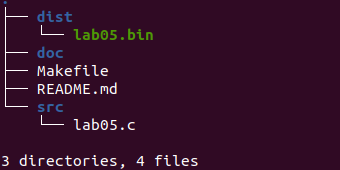 .
├── dist
│   └── lab05.bin
├── doc
├── Makefile
├── README.md
└── src
    └── lab05.c

3 directories, 4 files